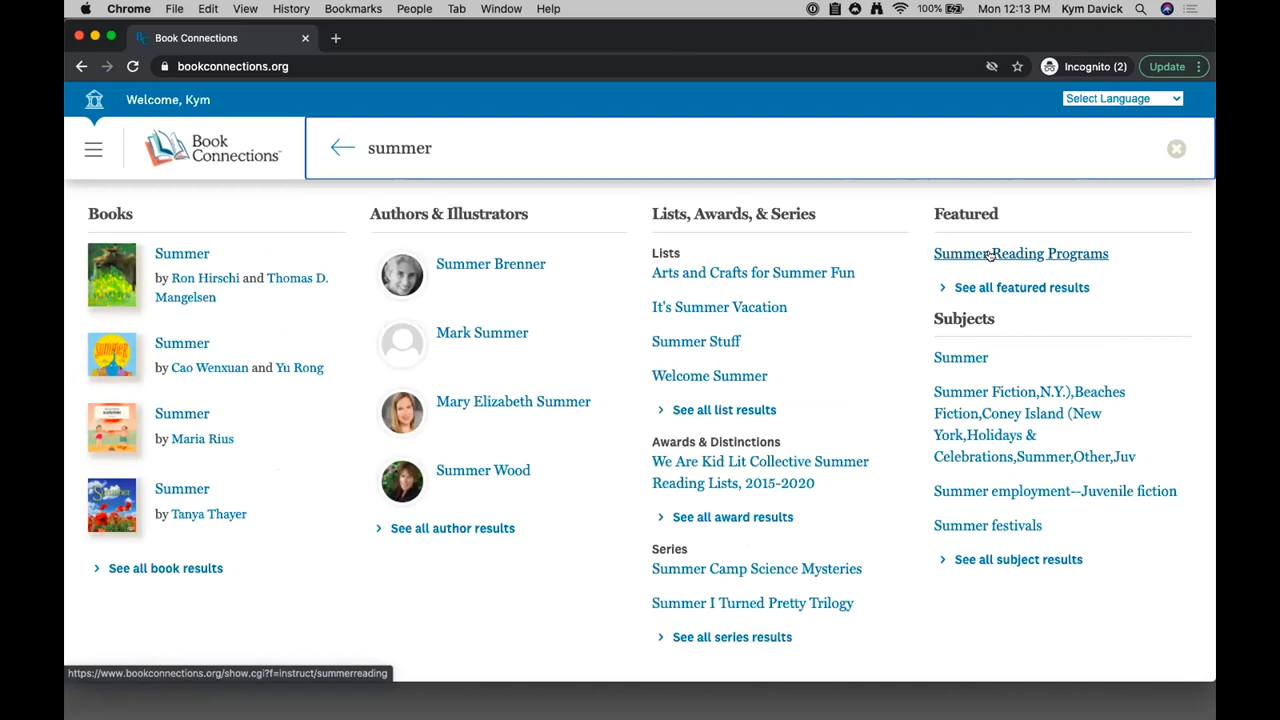 Chrome File Edit View History Bookmarks People Tab Window Help 100% Mon 12:13 PM Kym Davick
Book Connections
bookconnections.org Incognito (2) Update
Welcome, Kym Select Language
Book
Connections™
summer
Books
Summer
by Ron Hirschi and Thomas D.
Mangelsen
Summer
by Cao Wenxuan and Yu Rong
Summer
by Maria Rius
Summer
by Tanya Thayer
See all book results
Authors & Illustrators
Summer Brenner
Mark Summer
Mary Elizabeth Summer
Summer Wood
See all author results
Lists, Awards, & Series
Lists
Arts and Crafts for Summer Fun
It's Summer Vacation
Summer Stuff
Welcome Summer
See all list results
Awards & Distinctions
We Are Kid Lit Collective Summer
Reading Lists, 2015-2020
See all award results
Series
Summer Camp Science Mysteries
Summer I Turned Pretty Trilogy
See all series results
Featured
Summer Reading Programs
See all featured results
Subjects
Summer
Summer Fiction,N.Y.),Beaches
Fiction,Coney Island (New
York,Holidays &
Celebrations,Summer,Other,Juv
Summer employment--Juvenile fiction
Summer festivals
See all subject results
https://www.bookconnections.org/show.cgi?f=instruct/summerreading